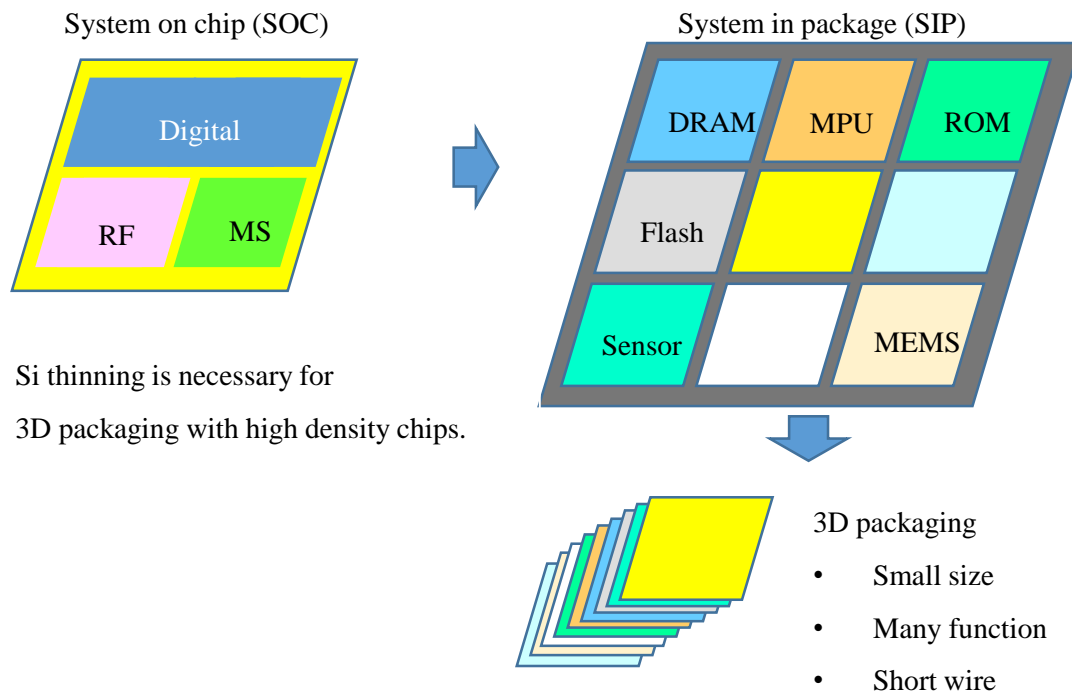 System on chip (SOC)
System in package (SIP)
Digital
RF
MS
DRAM
MPU
ROM
Flash
Sensor
MEMS
Si thinning is necessary for
3D packaging with high density chips.
3D packaging
• Small size
• Many function
• Short wire